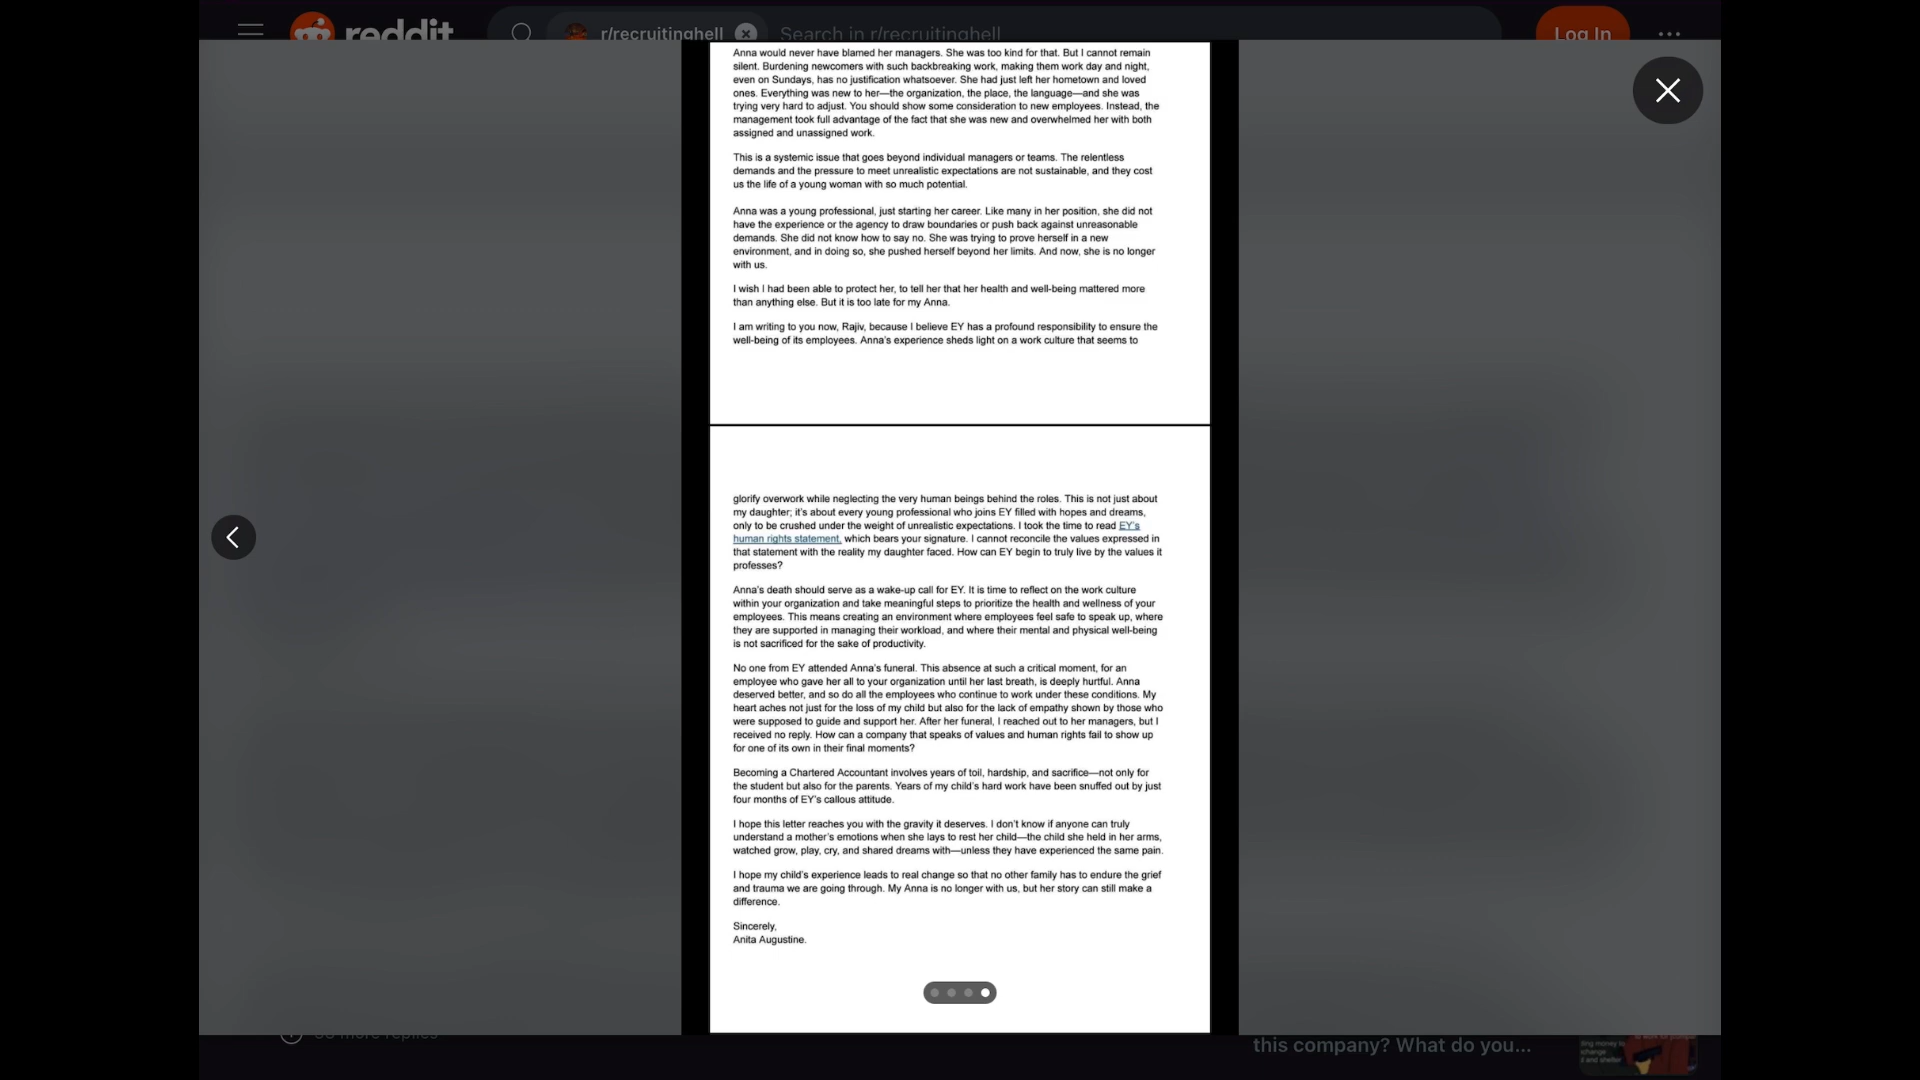 reddit
r/recruitinghell
Search in r/recruitinghell
Log In
Anna would never have blamed her managers. She was too kind for that. But I cannot remain
silent. Burdening newcomers with such backbreaking work, making them work day and night,
even on Sundays, has no justification whatsoever. She had just left her hometown and loved
ones. Everything was new to her—the organization, the place, the language—and she was
trying very hard to adjust. You should show some consideration to new employees. Instead, the
management took full advantage of the fact that she was new and overwhelmed her with both
assigned and unassigned work.
This is a systemic issue that goes beyond individual managers or teams. The relentless
demands and the pressure to meet unrealistic expectations are not sustainable, and they cost
us the life of a young woman with so much potential.
Anna was a young professional, just starting her career. Like many in her position, she did not
have the experience or the agency to draw boundaries or push back against unreasonable
demands. She did not know how to say no. She was trying to prove herself in a new
environment, and in doing so, she pushed herself beyond her limits. And now, she is no longer
with us.
I wish I had been able to protect her, to tell her that her health and well-being mattered more
than anything else. But it is too late for my Anna.
I am writing to you now, Rajiv, because I believe EY has a profound responsibility to ensure the
well-being of its employees. Anna's experience sheds light on a work culture that seems to
glorify overwork while neglecting the very human beings behind the roles. This is not just about
my daughter; it's about every young professional who joins EY filled with hopes and dreams,
only to be crushed under the weight of unrealistic expectations. I took the time to read EY's
human rights statement, which bears your signature. I cannot reconcile the values expressed in
that statement with the reality my daughter faced. How can EY begin to truly live by the values it
professes?
Anna's death should serve as a wake-up call for EY. It is time to reflect on the work culture
within your organization and take meaningful steps to prioritize the health and wellness of your
employees. This means creating an environment where employees feel safe to speak up, where
they are supported in managing their workload, and where their mental and physical well-being
is not sacrificed for the sake of productivity.
No one from EY attended Anna's funeral. This absence at such a critical moment, for an
employee who gave her all to your organization until her last breath, is deeply hurtful. Anna
deserved better, and so do all the employees who continue to work under these conditions. My
heart aches not just for the loss of my child but also for the lack of empathy shown by those who
were supposed to guide and support her. After her funeral, I reached out to her managers, but I
received no reply. How can a company that speaks of values and human rights fail to show up
for one of its own in their final moments?
Becoming a Chartered Accountant involves years of toil, hardship, and sacrifice—not only for
the student but also for the parents. Years of my child's hard work have been snuffed out by just
four months of EY's callous attitude.
I hope this letter reaches you with the gravity it deserves. I don't know if anyone can truly
understand a mother's emotions when she lays to rest her child—the child she held in her arms,
watched grow, play, cry, and shared dreams with—unless they have experienced the same pain.
I hope my child's experience leads to real change so that no other family has to endure the grief
and trauma we are going through. My Anna is no longer with us, but her story can still make a
difference.
Sincerely,
Anita Augustine.
more replies
this company? What do you...